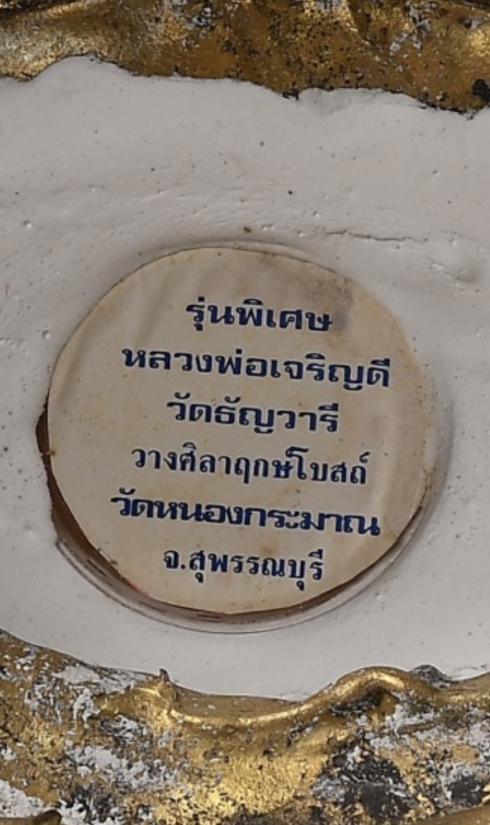 รุ่นพิเศษ
หลวงพ่อเจริญดี
วัดธัญวารี
วางศิลาฤกษ์โบสถ์
วัดหนองกระมาณ
จ.สุพรรณบุรี